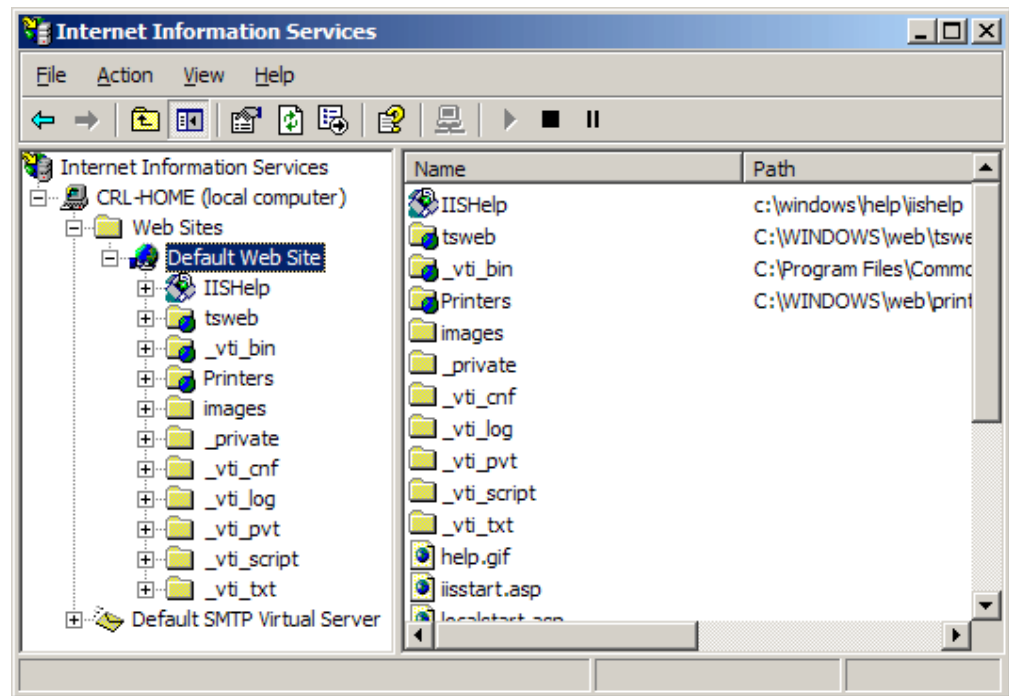 Internet Information Services
File Action View Help
Internet Information Services
CRL-HOME (local computer)
Web Sites
Default Web Site
IISHelp
tsweb
_vti_bin
Printers
images
_private
_vti_cnf
_vti_log
_vti_pvt
_vti_script
_vti_txt
Default SMTP Virtual Server
Name Path
IISHelp c:\windows\help\iishelp
tsweb C:\WINDOWS\web\tswe
_vti_bin C:\Program Files\Commo
Printers C:\WINDOWS\web\print
images
_private
_vti_cnf
_vti_log
_vti_pvt
_vti_script
_vti_txt
help.gif
iisstart.asp
localstart.asp